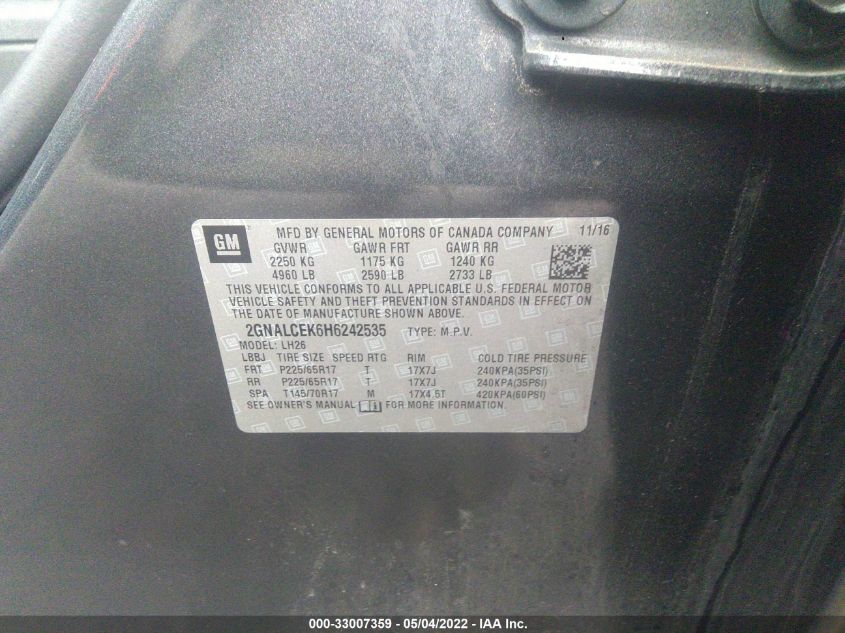 GM
MFD BY GENERAL MOTORS OF CANADA COMPANY 11/16
GVWR GAWR FRT GAWR RR
2250 KG 1175 KG 1240 KG
4960 LB 2590 LB 2733 LB
THIS VEHICLE CONFORMS TO ALL APPLICABLE U.S. FEDERAL MOTOR
VEHICLE SAFETY AND THEFT PREVENTION STANDARDS IN EFFECT ON
THE DATE OF MANUFACTURE SHOWN ABOVE.
2GNALCEK6H6242535 TYPE: M.P.V.
MODEL: LH26
LBBJ TIRE SIZE SPEED RTG RIM COLD TIRE PRESSURE
FRT P225/65R17 T 17X7J 240KPA(35PSI)
RR P225/65R17 T 17X7J 240KPA(35PSI)
SPA T145/70R17 M 17X4.5T 420KPA(60PSI)
SEE OWNER'S MANUAL FOR MORE INFORMATION.
000-33007359 - 05/04/2022 - IAA Inc.